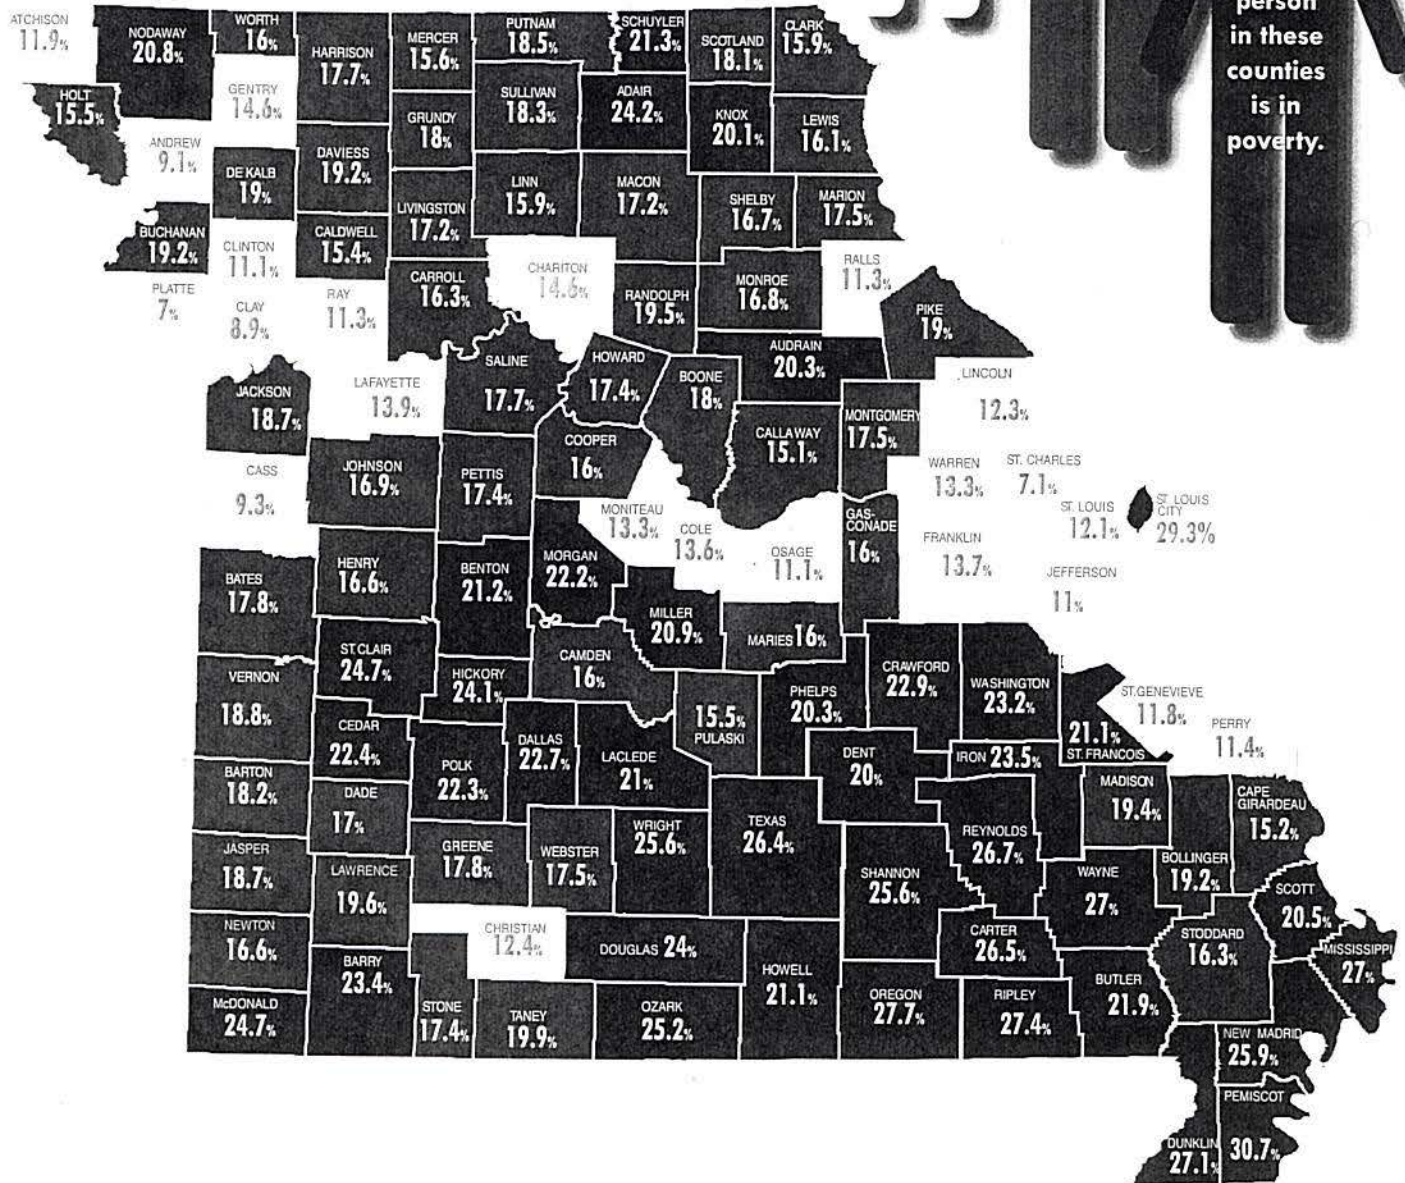 ATCHISON
11.9%
NODAWAY
20.8%
WORTH
16%
HARRISON
17.7%
MERCER
15.6%
PUTNAM
18.5%
SCHUYLER
21.3%
SCOTLAND
18.1%
CLARK
15.9%
person
in these
counties
is in
poverty.
HOLT
15.5%
GENTRY
14.6%
GRUNDY
18%
SULLIVAN
18.3%
ADAIR
24.2%
KNOX
20.1%
LEWIS
16.1%
ANDREW
9.1%
DE KALB
19%
DAVIESS
19.2%
LIVINGSTON
17.2%
LINN
15.9%
MACON
17.2%
SHELBY
16.7%
MARION
17.5%
BUCHANAN
19.2%
CLINTON
11.1%
CALDWELL
15.4%
CARROLL
16.3%
CHARITON
14.6%
RANDOLPH
19.5%
MONROE
16.8%
RALLS
11.3%
PLATTE
7%
CLAY
8.9%
RAY
11.3%
PIKE
19%
AUDRAIN
20.3%
JACKSON
18.7%
LAFAYETTE
13.9%
SALINE
17.7%
HOWARD
17.4%
BOONE
18%
CALLAWAY
15.1%
MONTGOMERY
17.5%
LINCOLN
12.3%
CASS
9.3%
JOHNSON
16.9%
PETTIS
17.4%
COOPER
16%
WARREN
13.3%
ST. CHARLES
7.1%
MONITEAU
13.3%
COLE
13.6%
OSAGE
11.1%
GAS-
CONADE
16%
FRANKLIN
13.7%
ST. LOUIS
12.1%
ST. LOUIS
CITY
29.3%
JEFFERSON
11%
BATES
17.8%
HENRY
16.6%
BENTON
21.2%
MORGAN
22.2%
MILLER
20.9%
MARIES 16%
VERNON
18.8%
ST. CLAIR
24.7%
HICKORY
24.1%
CAMDEN
16%
15.5%
PULASKI
PHELPS
20.3%
CRAWFORD
22.9%
WASHINGTON
23.2%
21.1%
ST. FRANCOIS
ST. GENEVIEVE
11.8%
PERRY
11.4%
CEDAR
22.4%
POLK
22.3%
DALLAS
22.7%
LACLEDE
21%
DENT
20%
IRON 23.5%
MADISON
19.4%
CAPE
GIRARDEAU
15.2%
BARTON
18.2%
DADE
17%
GREENE
17.8%
WEBSTER
17.5%
WRIGHT
25.6%
TEXAS
26.4%
REYNOLDS
26.7%
BOLLINGER
19.2%
JASPER
18.7%
LAWRENCE
19.6%
SHANNON
25.6%
WAYNE
27%
SCOTT
20.5%
NEWTON
16.6%
CHRISTIAN
12.4%
DOUGLAS 24%
CARTER
26.5%
STODDARD
16.3%
MISSISSIPPI
27%
McDONALD
24.7%
BARRY
23.4%
STONE
17.4%
TANEY
19.9%
OZARK
25.2%
HOWELL
21.1%
OREGON
27.7%
RIPLEY
27.4%
BUTLER
21.9%
NEW MADRID
25.9%
PEMISCOT
30.7%
DUNKLIN
27.1%